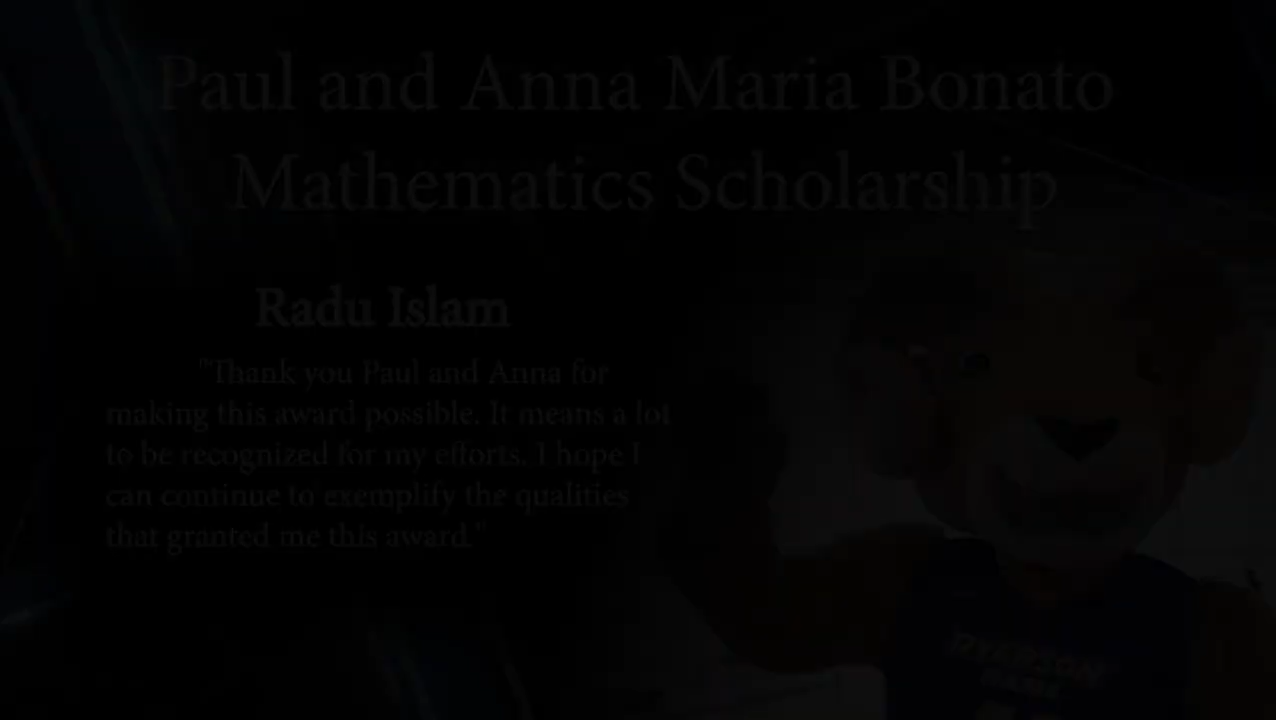 Paul and Anna Maria Bonato
Mathematics Scholarship
Radu Islam
"Thank you Paul and Anna for
making this award possible. It means a lot
to be recognized for my efforts. I hope I
can continue to exemplify the qualities
that granted me this award."
RYERSON